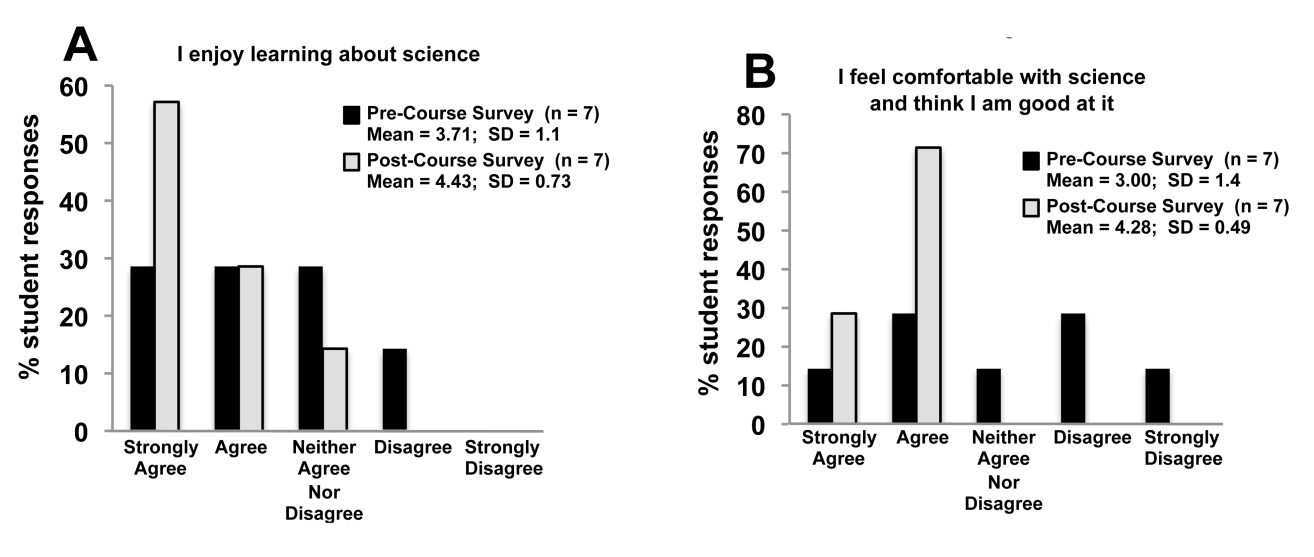 A
I enjoy learning about science
60
50
40
30
20
10
0
% student responses
Pre-Course Survey (n = 7)
Mean = 3.71; SD = 1.1
Post-Course Survey (n = 7)
Mean = 4.43; SD = 0.73
Strongly
Agree
Agree
Neither
Agree
Nor
Disagree
Disagree
Strongly
Disagree
B
I feel comfortable with science
and think I am good at it
80
70
60
50
40
30
20
10
0
% student responses
Pre-Course Survey (n = 7)
Mean = 3.00; SD = 1.4
Post-Course Survey (n = 7)
Mean = 4.28; SD = 0.49
Strongly
Agree
Agree
Neither
Agree
Nor
Disagree
Disagree
Strongly
Disagree